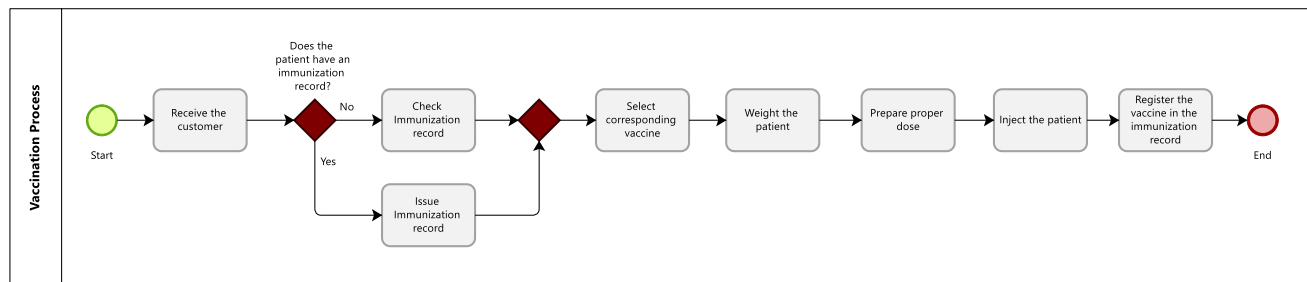 Vaccination Process
Start
Receive the
customer
Does the
patient have an
immunization
record?
No
Yes
Check
Immunization
record
Issue
Immunization
record
Select
corresponding
vaccine
Weight the
patient
Prepare proper
dose
Inject the patient
Register the
vaccine in the
immunization
record
End